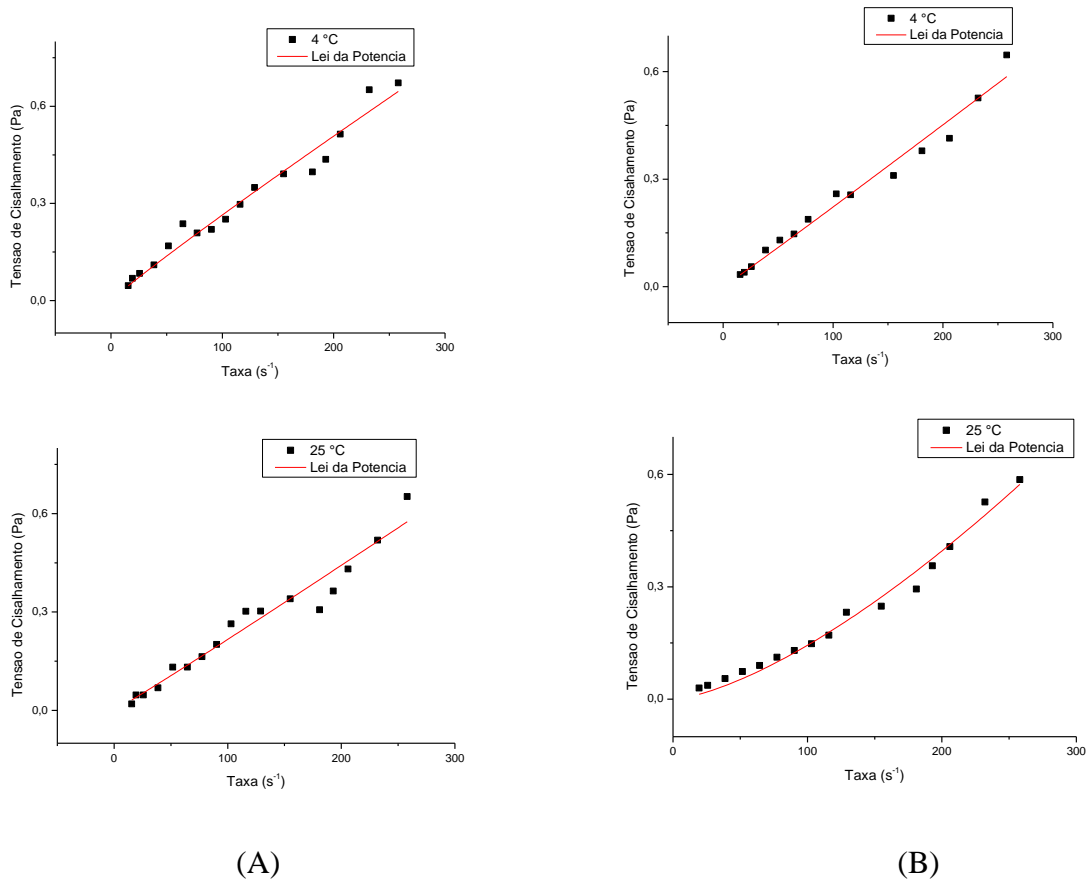 4 °C
Lei da Potencia
Tensao de Cisalhamento (Pa)
0,6
0,3
0,0
0
100
200
300
Taxa (s⁻¹)
4 °C
Lei da Potencia
Tensao de Cisahamento (Pa)
0,6
0,3
0,0
0
100
200
300
Taxa (s⁻¹)
25 °C
Lei da Potencia
Tensao de Cisalhamento (Pa)
0,6
0,3
0,0
0
100
200
300
Taxa (s⁻¹)
25 °C
Lei da Potencia
Tensao de Cisalhamento (Pa)
0,6
0,3
0,0
0
100
200
300
Taxa (s⁻¹)
(A)
(B)